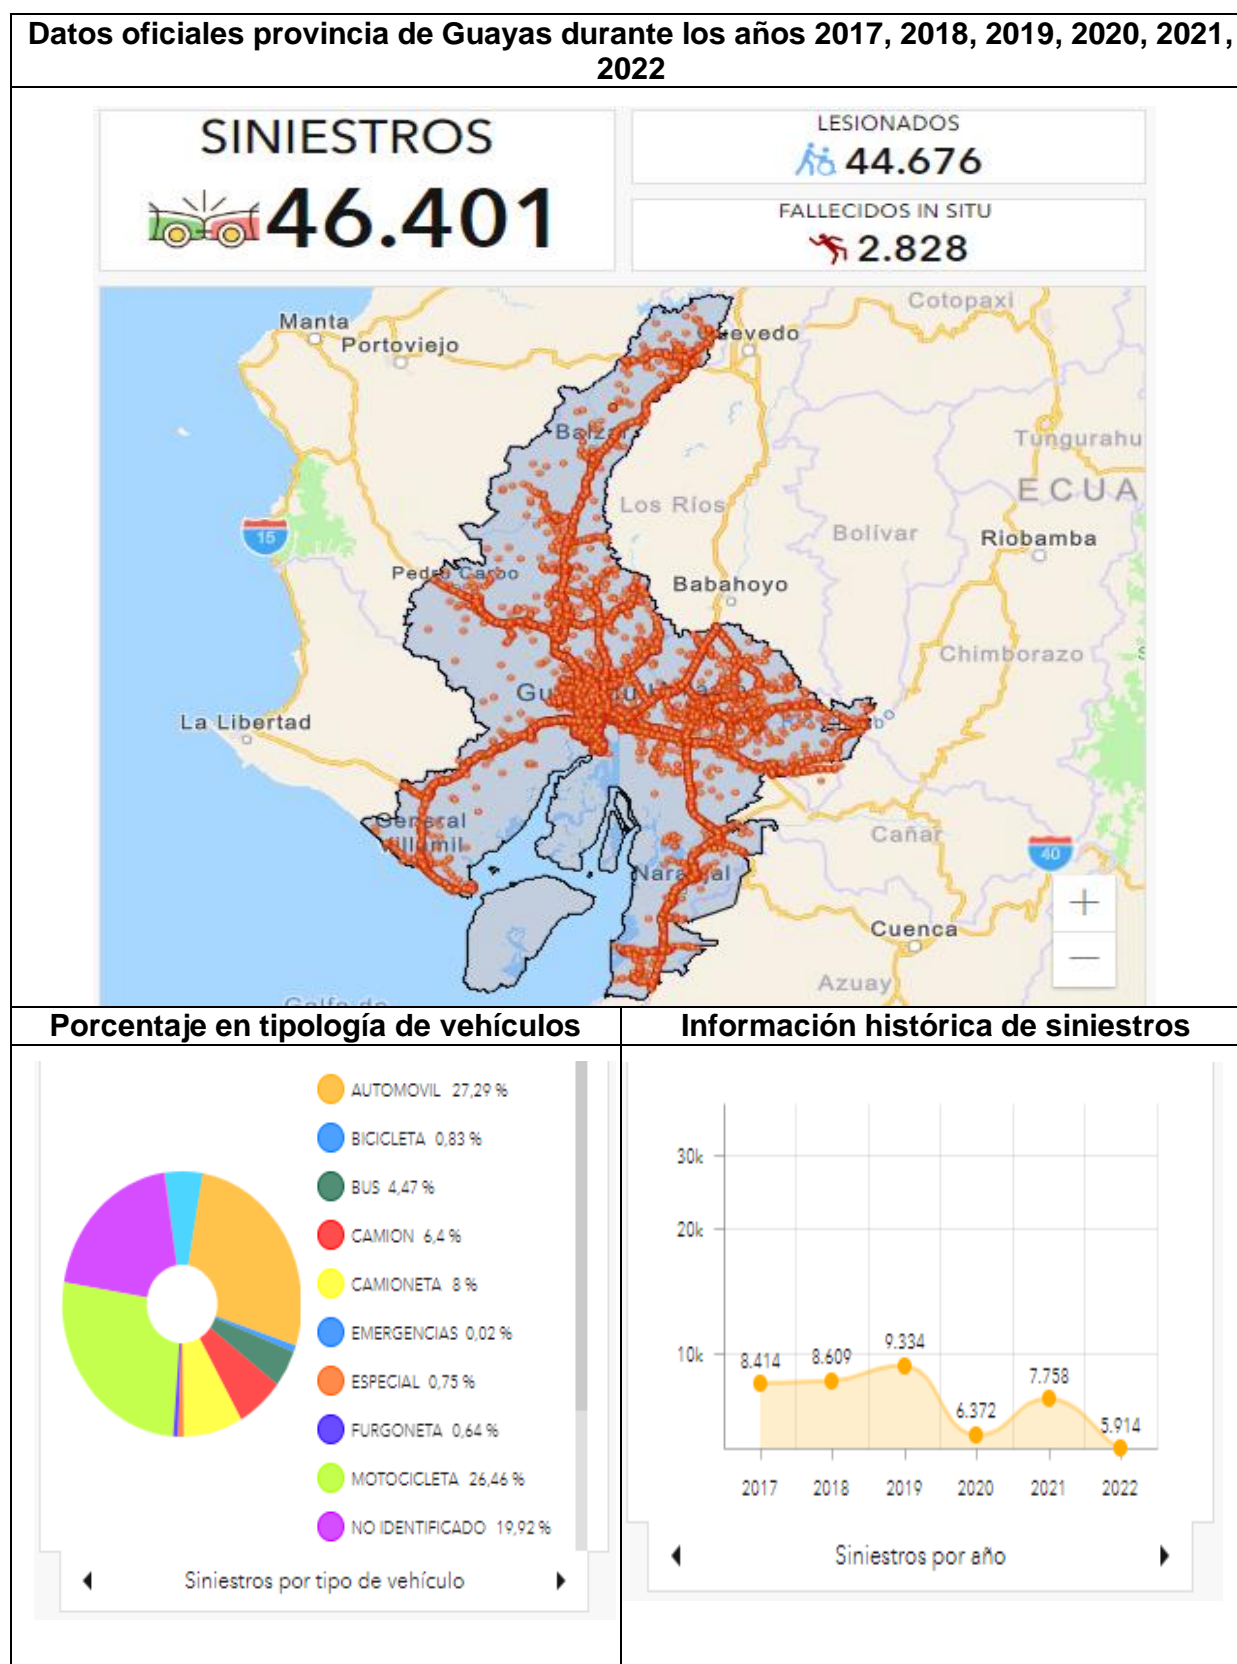 Datos oficiales provincia de Guayas durante los años 2017, 2018, 2019, 2020, 2021,
2022
SINIESTROS
46.401
LESIONADOS
44.676
FALLECIDOS IN SITU
2.828
Cotopaxi
Manta
Portoviejo
Tungurahu
ECUA
Los Ríos
15
Bolívar
Riobamba
Pedro Carbo
Babahoyo
Chimborazo
La Libertad
General
Villamil
Cañar
40
Naranjal
Cuenca
Azuay
+
−
Porcentaje en tipología de vehículos
AUTOMOVIL 27,29 %
BICICLETA 0,83 %
BUS 4,47 %
CAMION 6,4 %
CAMIONETA 8 %
EMERGENCIAS 0,02 %
ESPECIAL 0,75 %
FURGONETA 0,64 %
MOTOCICLETA 26,46 %
NO IDENTIFICADO 19,92 %
Siniestros por tipo de vehículo
Información histórica de siniestros
30k
20k
10k
8.414
8.609
9.334
6.372
7.758
5.914
2017 2018 2019 2020 2021 2022
Siniestros por año